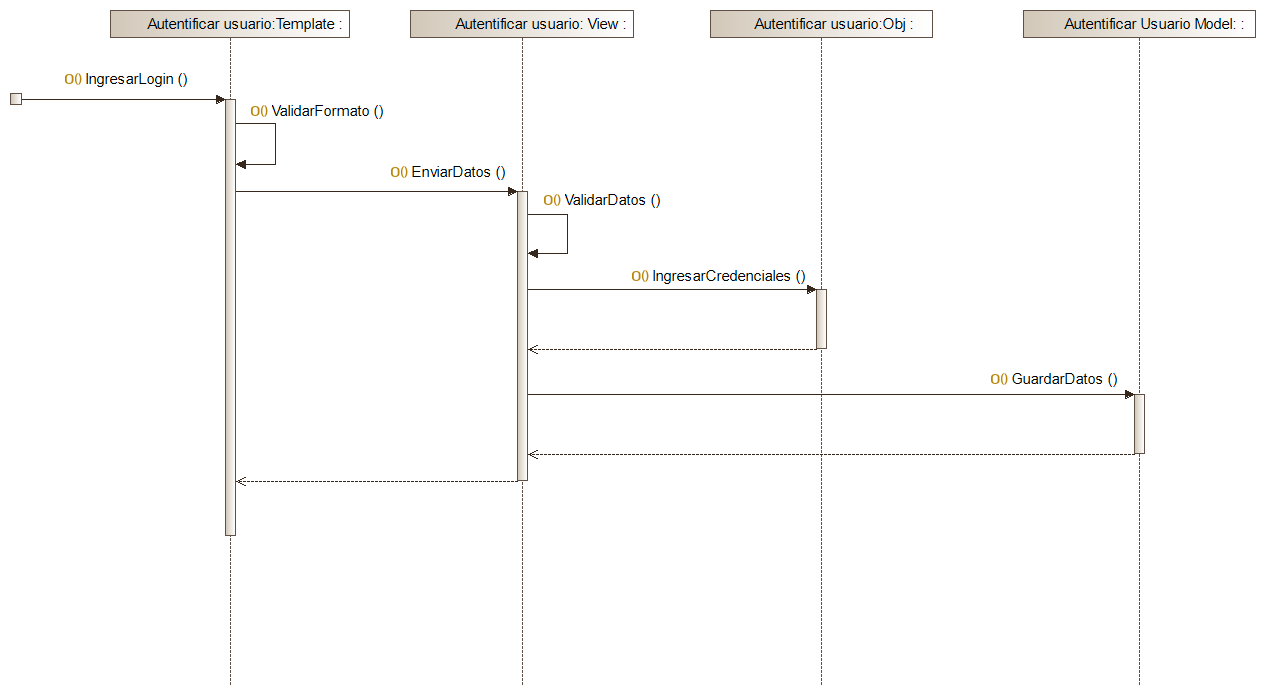 Autentificar usuario:Template :
Autentificar usuario: View :
Autentificar usuario:Obj :
Autentificar Usuario Model: :
O() IngresarLogin ()
O() ValidarFormato ()
O() EnviarDatos ()
O() ValidarDatos ()
O() IngresarCredenciales ()
O() GuardarDatos ()